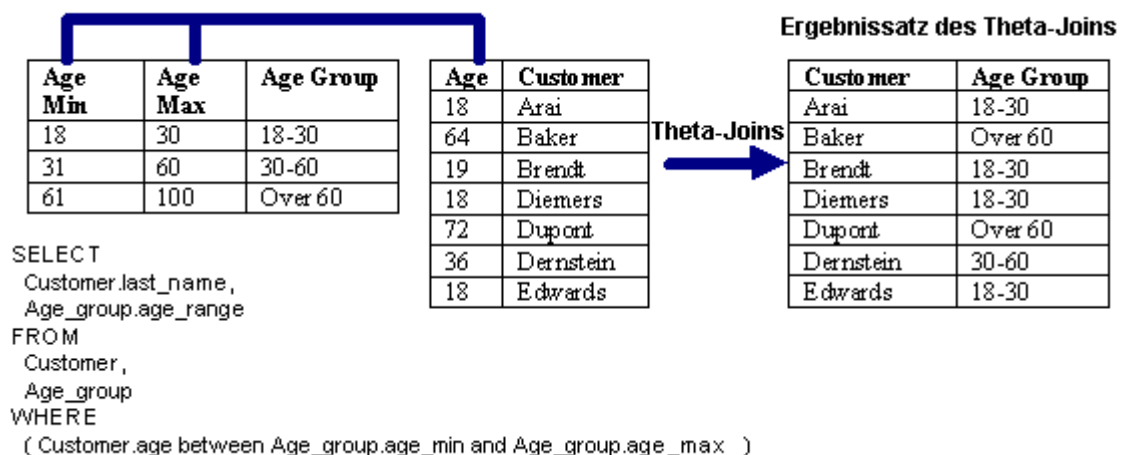 Ergebnissatz des Theta-Joins
Age Min Age Max Age Group
18 30 18-30
31 60 30-60
61 100 Over 60
Age Customer
18 Arai
64 Baker
19 Brendt
18 Diemers
72 Dupont
36 Dernstein
18 Edwards
Theta-Joins
Customer Age Group
Arai 18-30
Baker Over 60
Brendt 18-30
Diemers 18-30
Dupont Over 60
Dernstein 30-60
Edwards 18-30
SELECT
Customer.last_name,
Age_group.age_range
FROM
Customer,
Age_group
WHERE
( Customer.age between Age_group.age_min and Age_group.age_max )